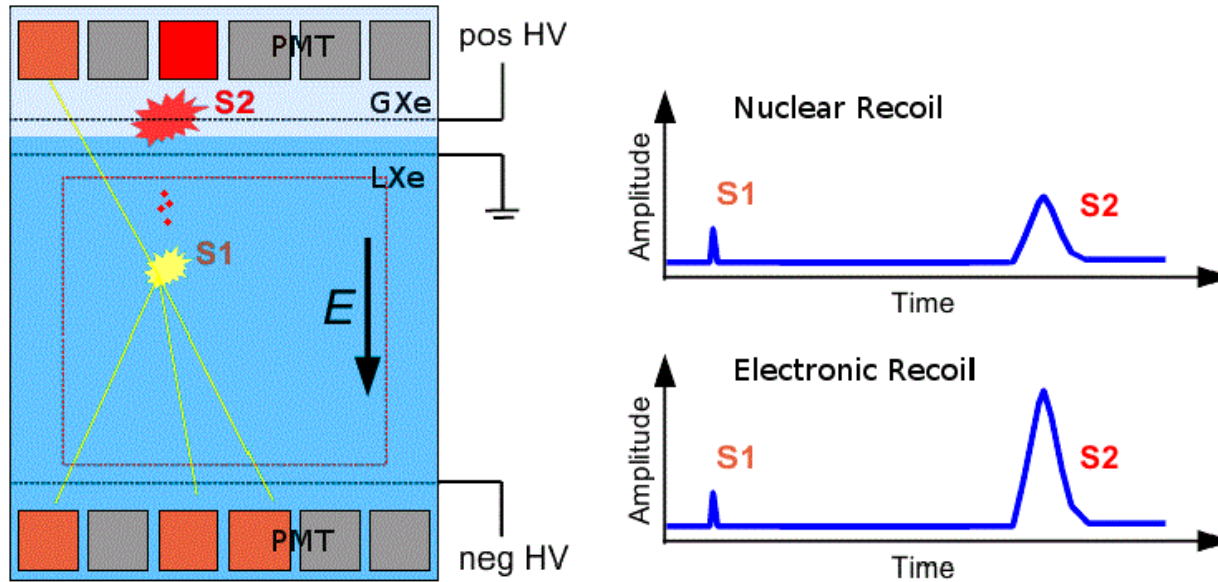 PMT
pos HV
S2
GXe
LXe
S1
E
PMT
neg HV
Nuclear Recoil
Amplitude
S1
S2
Time
Electronic Recoil
Amplitude
S1
S2
Time